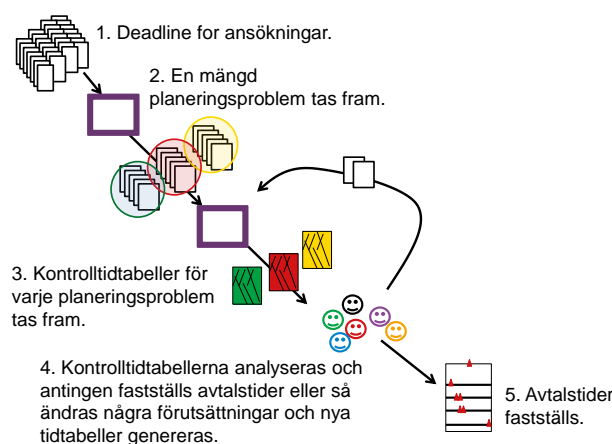 1. Deadline for ansökningar.
2. En mängd
planeringsproblem tas fram.
3. Kontrolltidtabeller för
varje planeringsproblem
tas fram.
4. Kontrolltidtabellerna analyseras och
antingen fastställs avtalstider eller så
ändras några förutsättningar och nya
tidtabeller genereras.
5. Avtalstider
fastställs.